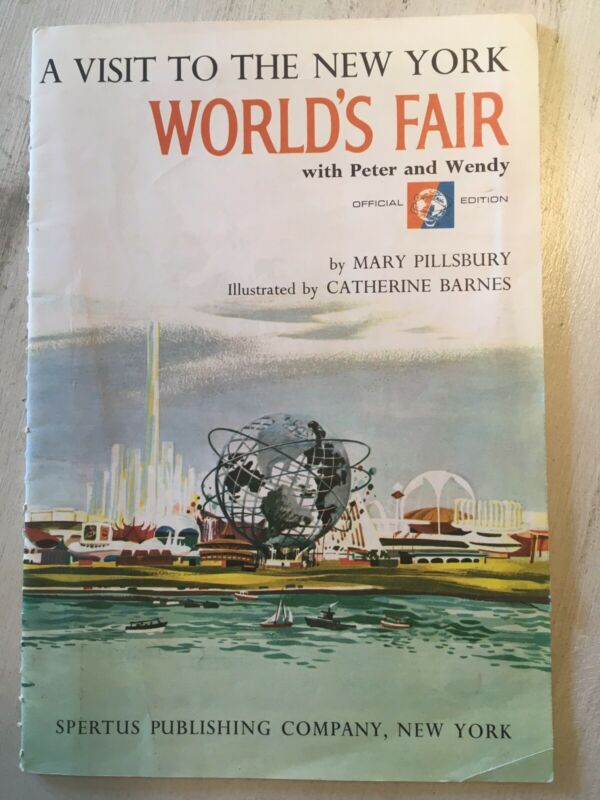 A VISIT TO THE NEW YORK
WORLD'S FAIR
with Peter and Wendy
OFFICIAL EDITION
by MARY PILLSBURY
Illustrated by CATHERINE BARNES
SPERTUS PUBLISHING COMPANY, NEW YORK